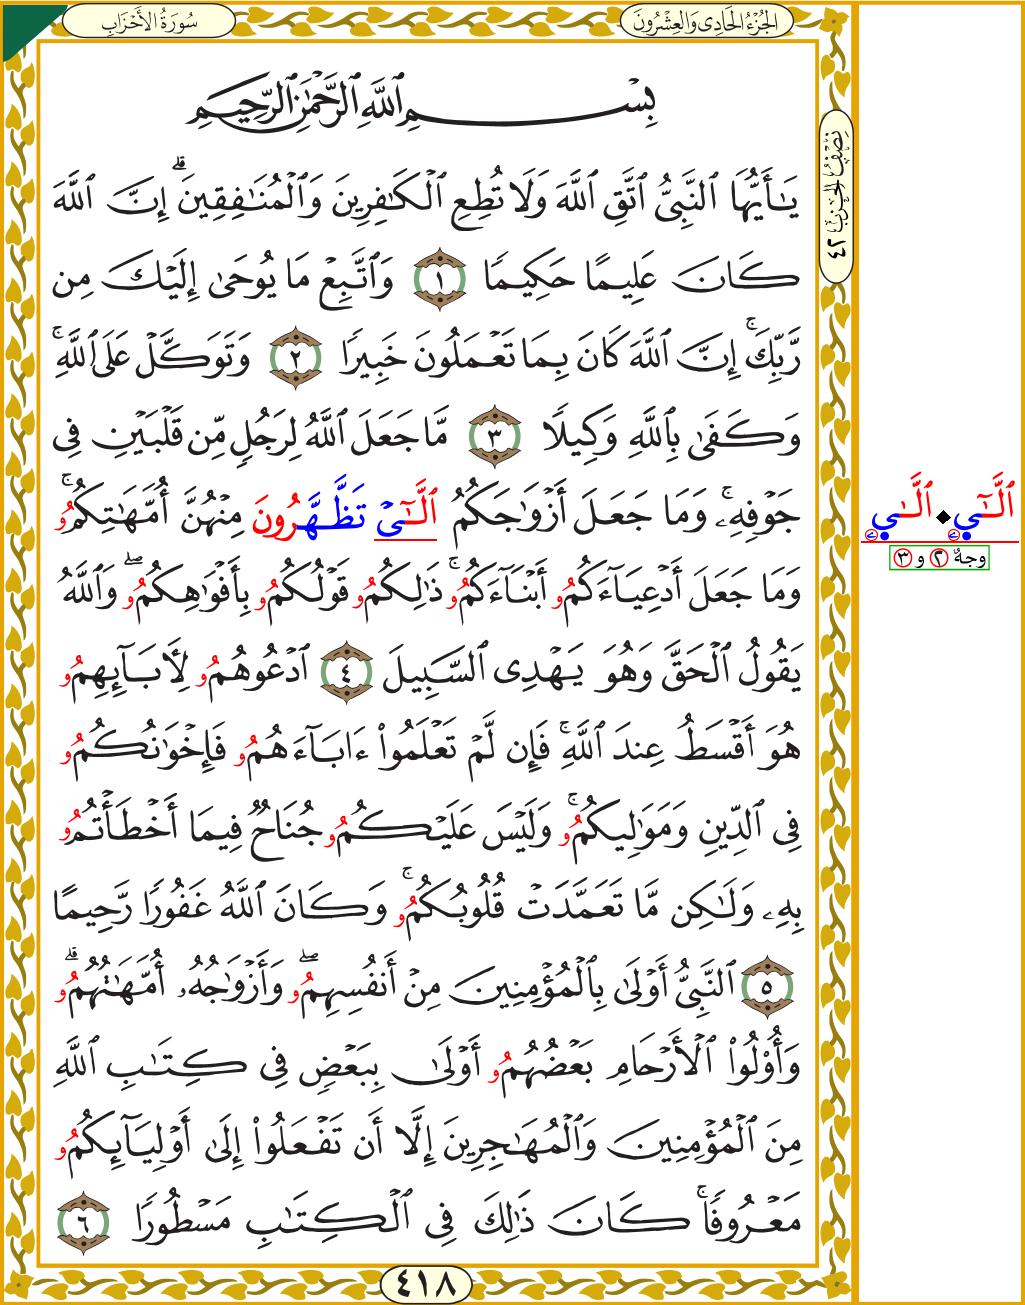 سُورَةُ الأَحْزَابِ
الجُزْءُ الحَادِي وَالعِشْرُونَ
بِسْمِ ٱللَّهِ ٱلرَّحْمَٰنِ ٱلرَّحِيمِ
يَٰٓأَيُّهَا ٱلنَّبِيُّ ٱتَّقِ ٱللَّهَ وَلَا تُطِعِ ٱلْكَٰفِرِينَ وَٱلْمُنَٰفِقِينَۗ إِنَّ ٱللَّهَ
كَانَ عَلِيمًا حَكِيمًا ١ وَٱتَّبِعْ مَا يُوحَىٰ إِلَيْكَ مِن
رَّبِّكَۚ إِنَّ ٱللَّهَ كَانَ بِمَا تَعْمَلُونَ خَبِيرًا ٢ وَتَوَكَّلْ عَلَى ٱللَّهِۚ
وَكَفَىٰ بِٱللَّهِ وَكِيلًا ٣ مَّا جَعَلَ ٱللَّهُ لِرَجُلٍ مِّن قَلْبَيْنِ فِي
جَوْفِهِۦۚ وَمَا جَعَلَ أَزْوَٰجَكُمُ ٱلَّٰٓيْ تَظَّهَّرُونَ مِنْهُنَّ أُمَّهَٰتِكُمُۥۚ
وَمَا جَعَلَ أَدْعِيَآءَكُمُۥ أَبْنَآءَكُمُۥۚ ذَٰلِكُمُۥ قَوْلُكُمُۥ بِأَفْوَٰهِكُمُۥۖ وَٱللَّهُ
يَقُولُ ٱلْحَقَّ وَهُوَ يَهْدِي ٱلسَّبِيلَ ٤ ٱدْعُوهُمُۥ لِأَٓبَآئِهِمُۥ
هُوَ أَقْسَطُ عِندَ ٱللَّهِۚ فَإِن لَّمْ تَعْلَمُوٓا۟ ءَابَآءَهُمُۥ فَإِخْوَٰنُكُمُۥ
فِي ٱلدِّينِ وَمَوَٰلِيكُمُۥۚ وَلَيْسَ عَلَيْكُمُۥ جُنَاحٌ فِيمَآ أَخْطَأْتُمُۥ
بِهِۦ وَلَٰكِن مَّا تَعَمَّدَتْ قُلُوبُكُمُۥۚ وَكَانَ ٱللَّهُ غَفُورًا رَّحِيمًا
٥ ٱلنَّبِيُّ أَوْلَىٰ بِٱلْمُؤْمِنِينَ مِنْ أَنفُسِهِمُۥۖ وَأَزْوَٰجُهُۥٓ أُمَّهَٰتُهُمُۥۗ
وَأُو۟لُوا۟ ٱلْأَرْحَامِ بَعْضُهُمُۥ أَوْلَىٰ بِبَعْضٍ فِي كِتَٰبِ ٱللَّهِ
مِنَ ٱلْمُؤْمِنِينَ وَٱلْمُهَٰجِرِينَ إِلَّآ أَن تَفْعَلُوٓا۟ إِلَىٰٓ أَوْلِيَآئِكُمُۥ
مَعْرُوفًاۚ كَانَ ذَٰلِكَ فِي ٱلْكِتَٰبِ مَسْطُورًا ٦
٤١٨
نِصْفُ الحِزْبِ ٤٢
ٱلَّٰٓيِ ◆ ٱلَّٰيِ
وجهُ ٢ و ٣